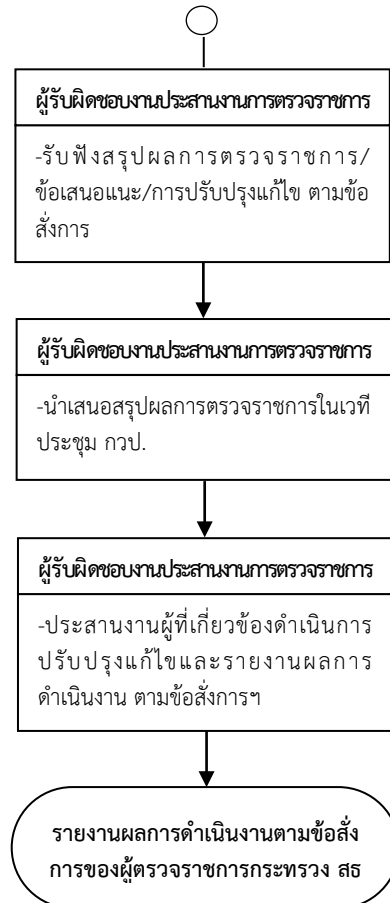 ผู้รับผิดชอบงานประสานงานการตรวจราชการ
-รับฟังสรุปผลการตรวจราชการ/
ข้อเสนอแนะ/การปรับปรุงแก้ไข ตามข้อ
สั่งการ
ผู้รับผิดชอบงานประสานงานการตรวจราชการ
-นำเสนอสรุปผลการตรวจราชการในเวที
ประชุม กวป.
ผู้รับผิดชอบงานประสานงานการตรวจราชการ
-ประสานงานผู้ที่เกี่ยวข้องดำเนินการ
ปรับปรุงแก้ไขและรายงานผลการ
ดำเนินงาน ตามข้อสั่งการฯ
รายงานผลการดำเนินงานตามข้อสั่ง
การของผู้ตรวจราชการกระทรวง สธ